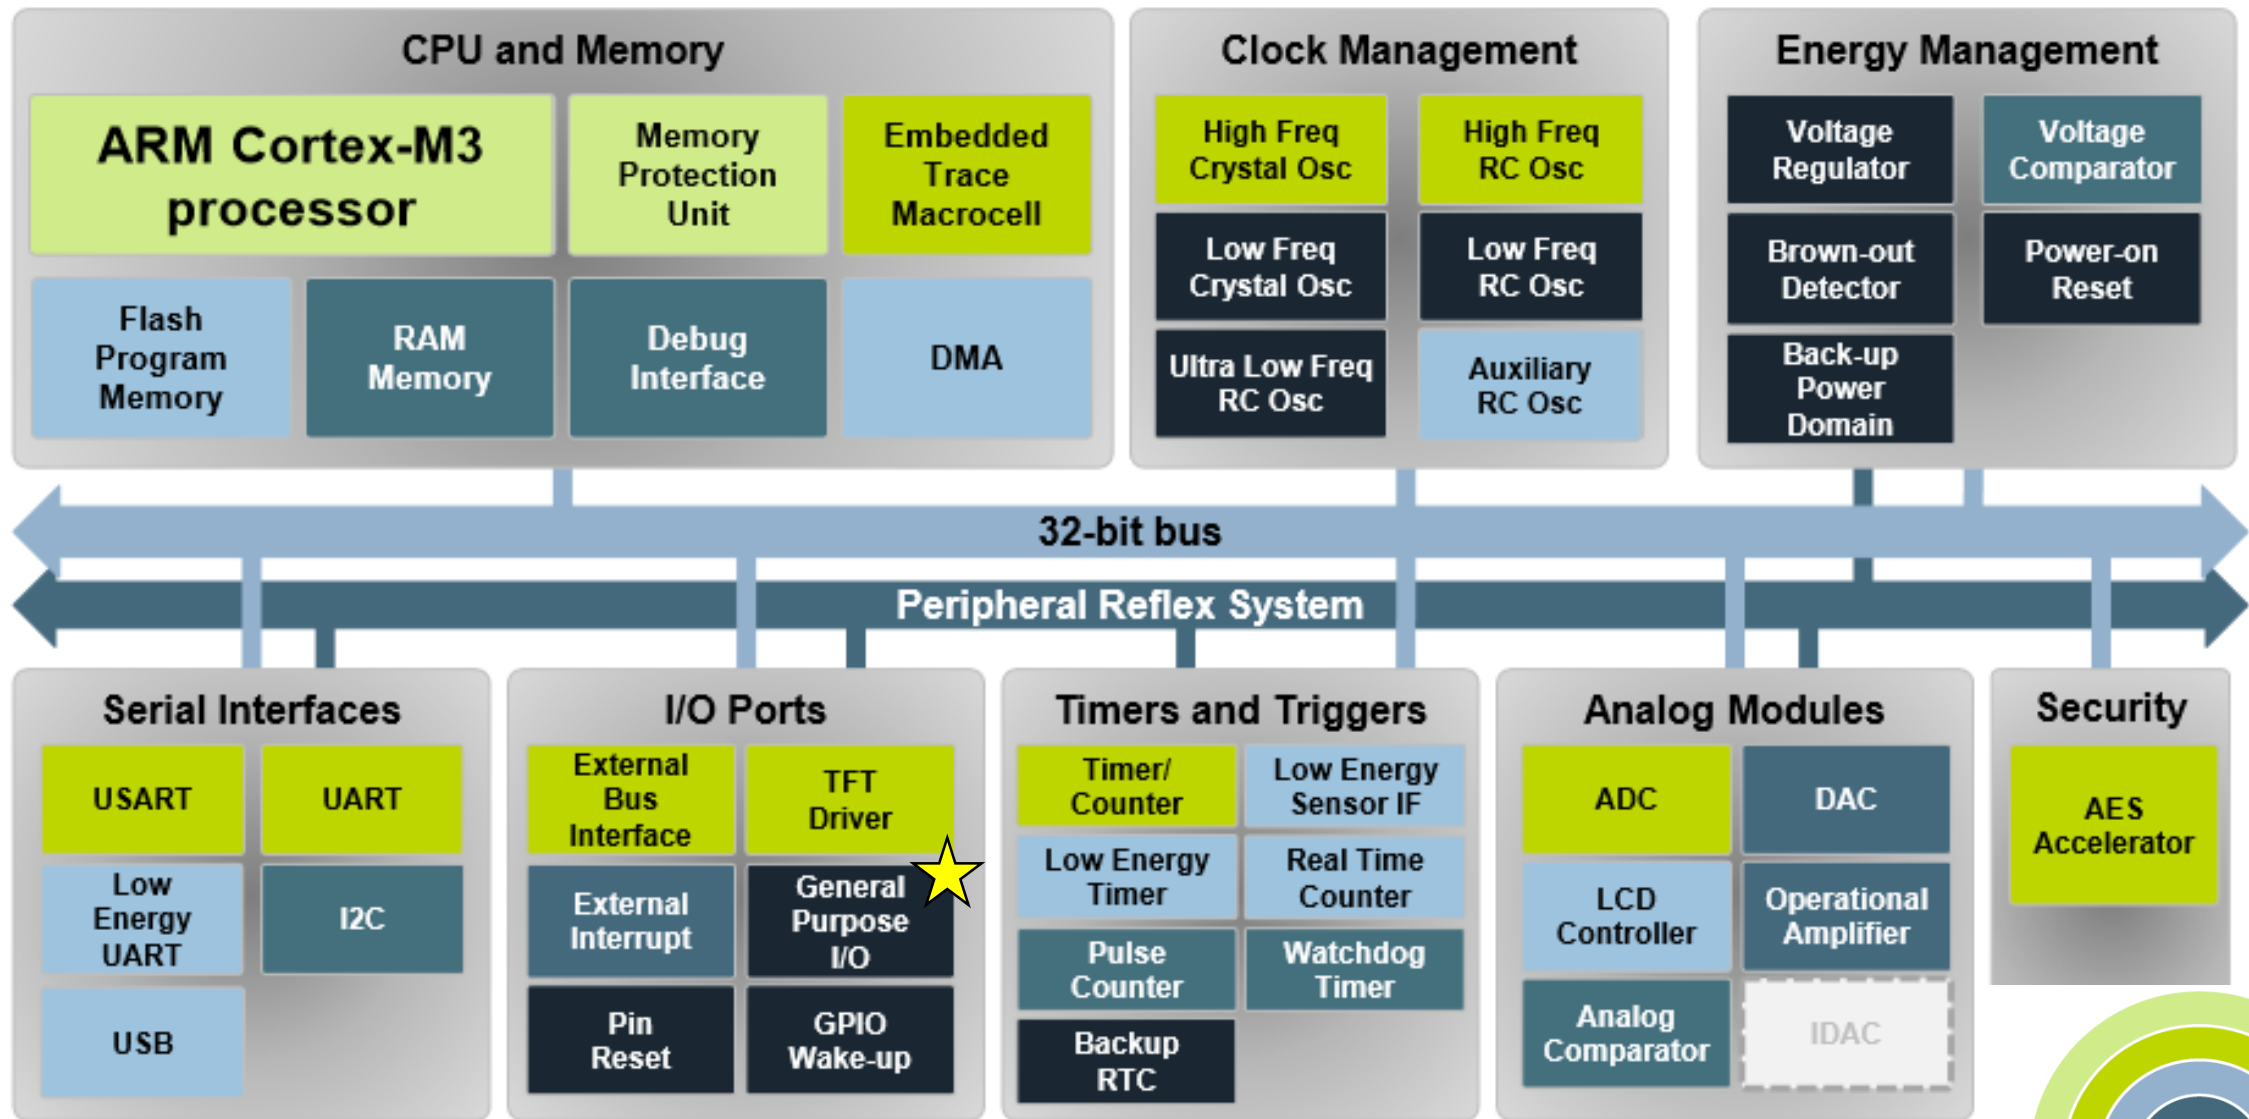 CPU and Memory
ARM Cortex-M3
processor
Memory
Protection
Unit
Embedded
Trace
Macrocell
Flash
Program
Memory
RAM
Memory
Debug
Interface
DMA
Clock Management
High Freq
Crystal Osc
High Freq
RC Osc
Low Freq
Crystal Osc
Low Freq
RC Osc
Ultra Low Freq
RC Osc
Auxiliary
RC Osc
Energy Management
Voltage
Regulator
Voltage
Comparator
Brown-out
Detector
Power-on
Reset
Back-up
Power
Domain
32-bit bus
Peripheral Reflex System
Serial Interfaces
USART
UART
Low
Energy
UART
I2C
USB
I/O Ports
External
Bus
Interface
TFT
Driver
External
Interrupt
General
Purpose
I/O
Pin
Reset
GPIO
Wake-up
Timers and Triggers
Timer/
Counter
Low Energy
Sensor IF
Low Energy
Timer
Real Time
Counter
Pulse
Counter
Watchdog
Timer
Backup
RTC
Analog Modules
ADC
DAC
LCD
Controller
Operational
Amplifier
Analog
Comparator
IDAC
Security
AES
Accelerator